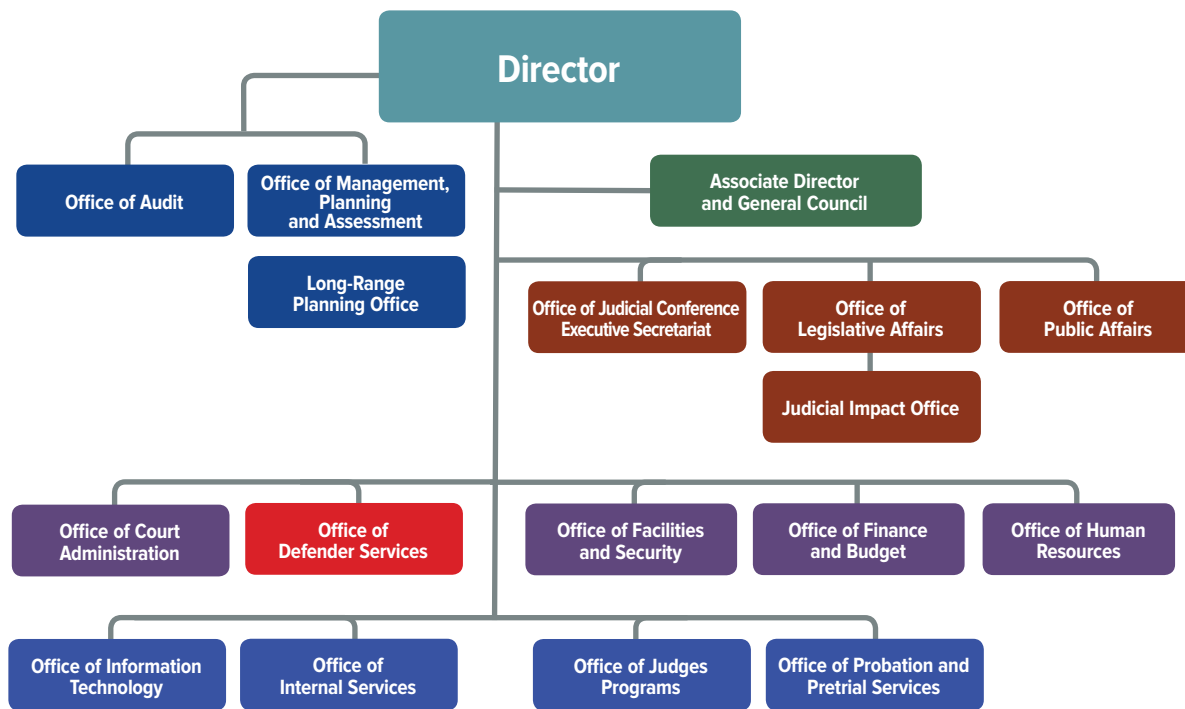 Director
Office of Audit
Office of Management,
Planning
and Assessment
Long-Range
Planning Office
Associate Director
and General Council
Office of Judicial Conference
Executive Secretariat
Office of
Legislative Affairs
Office of
Public Affairs
Judicial Impact Office
Office of Court
Administration
Office of
Defender Services
Office of Facilities
and Security
Office of Finance
and Budget
Office of Human
Resources
Office of Information
Technology
Office of
Internal Services
Office of Judges
Programs
Office of Probation and
Pretrial Services